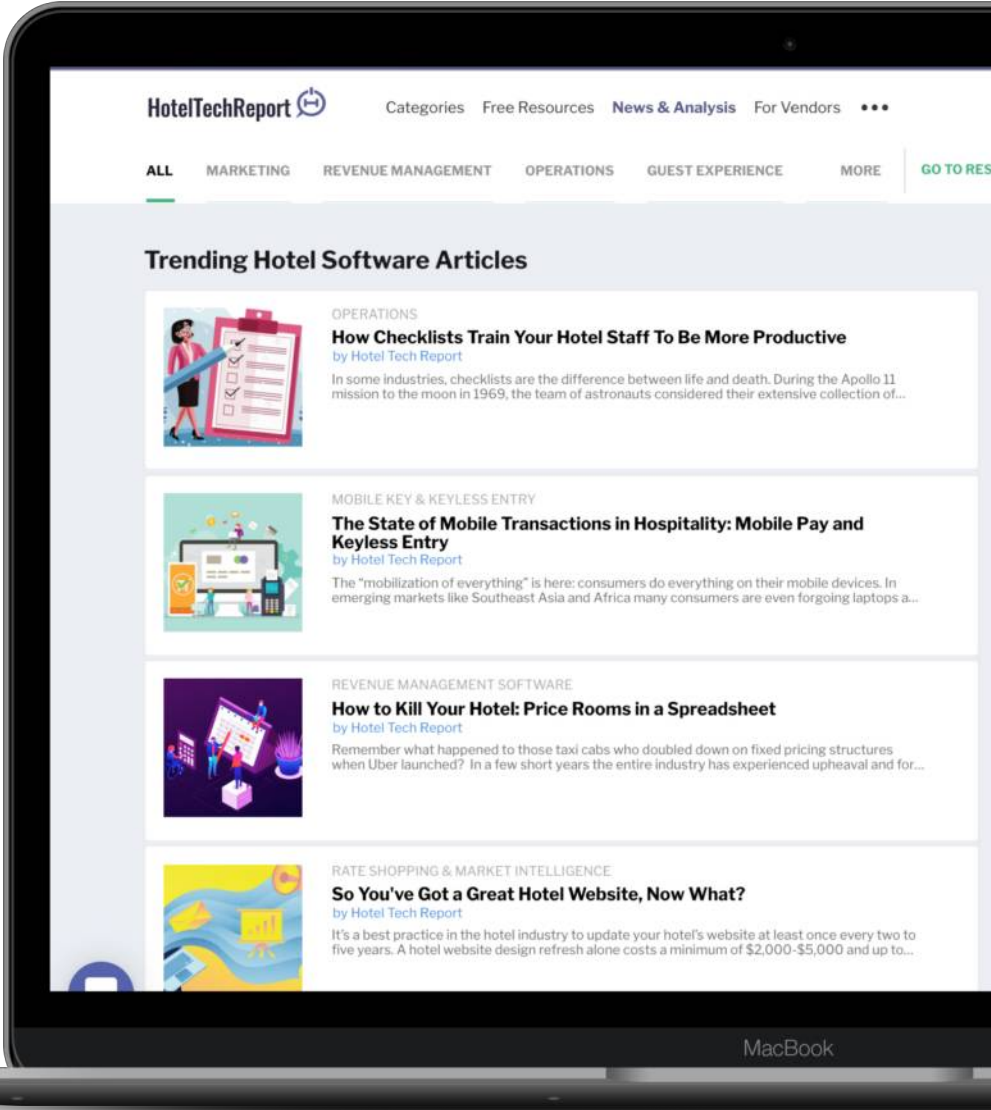 HotelTechReport
Categories Free Resources News & Analysis For Vendors •••
ALL MARKETING REVENUE MANAGEMENT OPERATIONS GUEST EXPERIENCE MORE GO TO RES
Trending Hotel Software Articles
OPERATIONS
How Checklists Train Your Hotel Staff To Be More Productive
by Hotel Tech Report
In some industries, checklists are the difference between life and death. During the Apollo 11
mission to the moon in 1969, the team of astronauts considered their extensive collection of...
MOBILE KEY & KEYLESS ENTRY
The State of Mobile Transactions in Hospitality: Mobile Pay and
Keyless Entry
by Hotel Tech Report
The “mobilization of everything” is here: consumers do everything on their mobile devices. In
emerging markets like Southeast Asia and Africa many consumers are even forgoing laptops a...
REVENUE MANAGEMENT SOFTWARE
How to Kill Your Hotel: Price Rooms in a Spreadsheet
by Hotel Tech Report
Remember what happened to those taxi cabs who doubled down on fixed pricing structures
when Uber launched? In a few short years the entire industry has experienced upheaval and for...
RATE SHOPPING & MARKET INTELLIGENCE
So You've Got a Great Hotel Website, Now What?
by Hotel Tech Report
It’s a best practice in the hotel industry to update your hotel’s website at least once every two to
five years. A hotel website design refresh alone costs a minimum of $2,000-$5,000 and up to...
MacBook